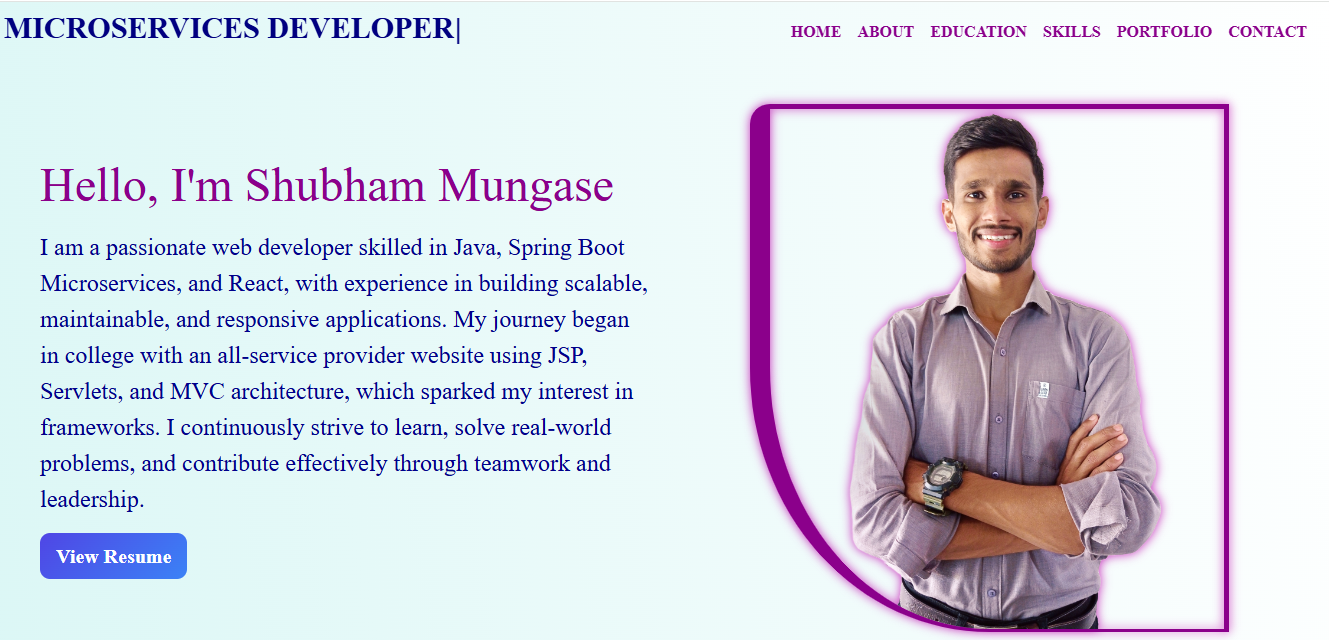 MICROSERVICES DEVELOPER|
HOME ABOUT EDUCATION SKILLS PORTFOLIO CONTACT
Hello, I'm Shubham Mungase
I am a passionate web developer skilled in Java, Spring Boot
Microservices, and React, with experience in building scalable,
maintainable, and responsive applications. My journey began
in college with an all-service provider website using JSP,
Servlets, and MVC architecture, which sparked my interest in
frameworks. I continuously strive to learn, solve real-world
problems, and contribute effectively through teamwork and
leadership.
View Resume